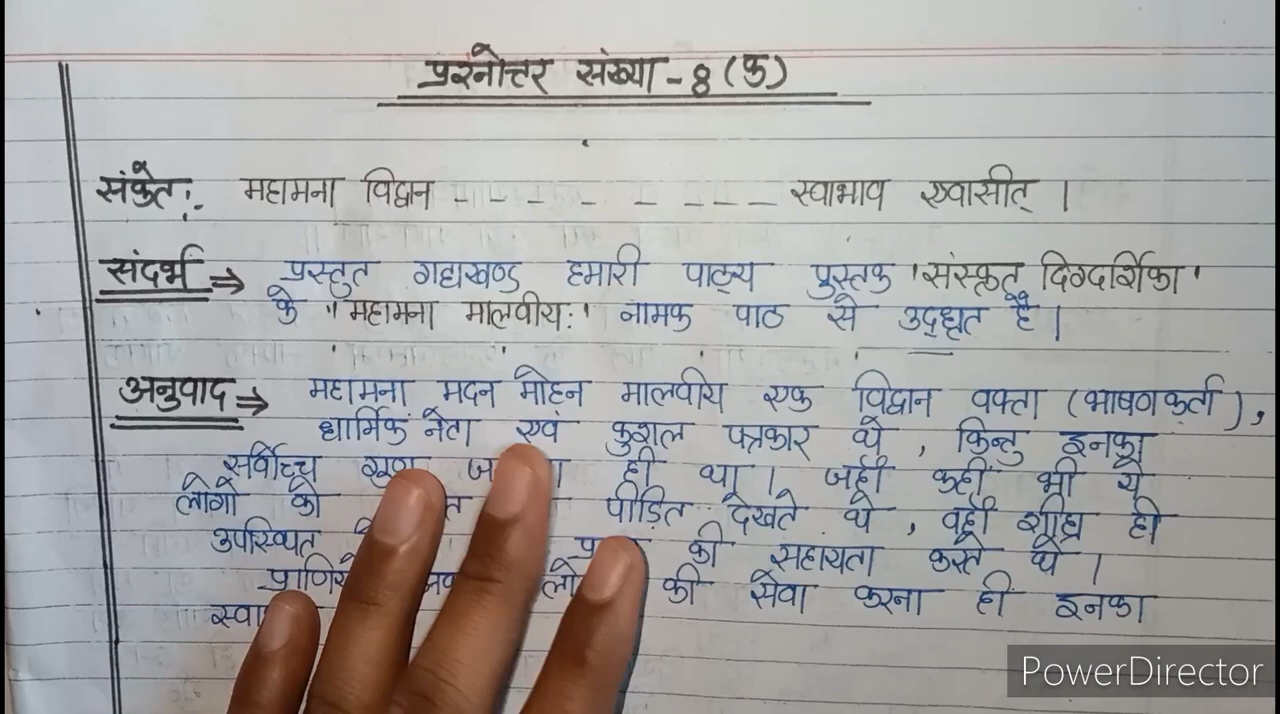 प्रश्नोत्तर संख्या - 8 (क)
संकेत:- महामना विद्वान - - - - - - - - स्वाभाव एवासीत् ।
संदर्भ ⇒ प्रस्तुत गद्यखण्ड हमारी पाठ्य पुस्तक 'संस्कृत दिग्दर्शिका'
के "महामना मालवीय:' नामक पाठ से उद्धृत है ।
अनुवाद ⇒ महामना मदन मोहन मालवीय एक विद्वान वक्ता (भाषणकर्ता) ,
धार्मिक नेता एवं कुशल पत्रकार थे , किन्तु इनका
सर्वोच्च गुण ही था । जहाँ कहीं भी ये
लोगों को पीड़ित देखते थे , वहाँ शीघ्र ही
उपस्थित की सहायता करते थे ।
की सेवा करना ही इनका
PowerDirector